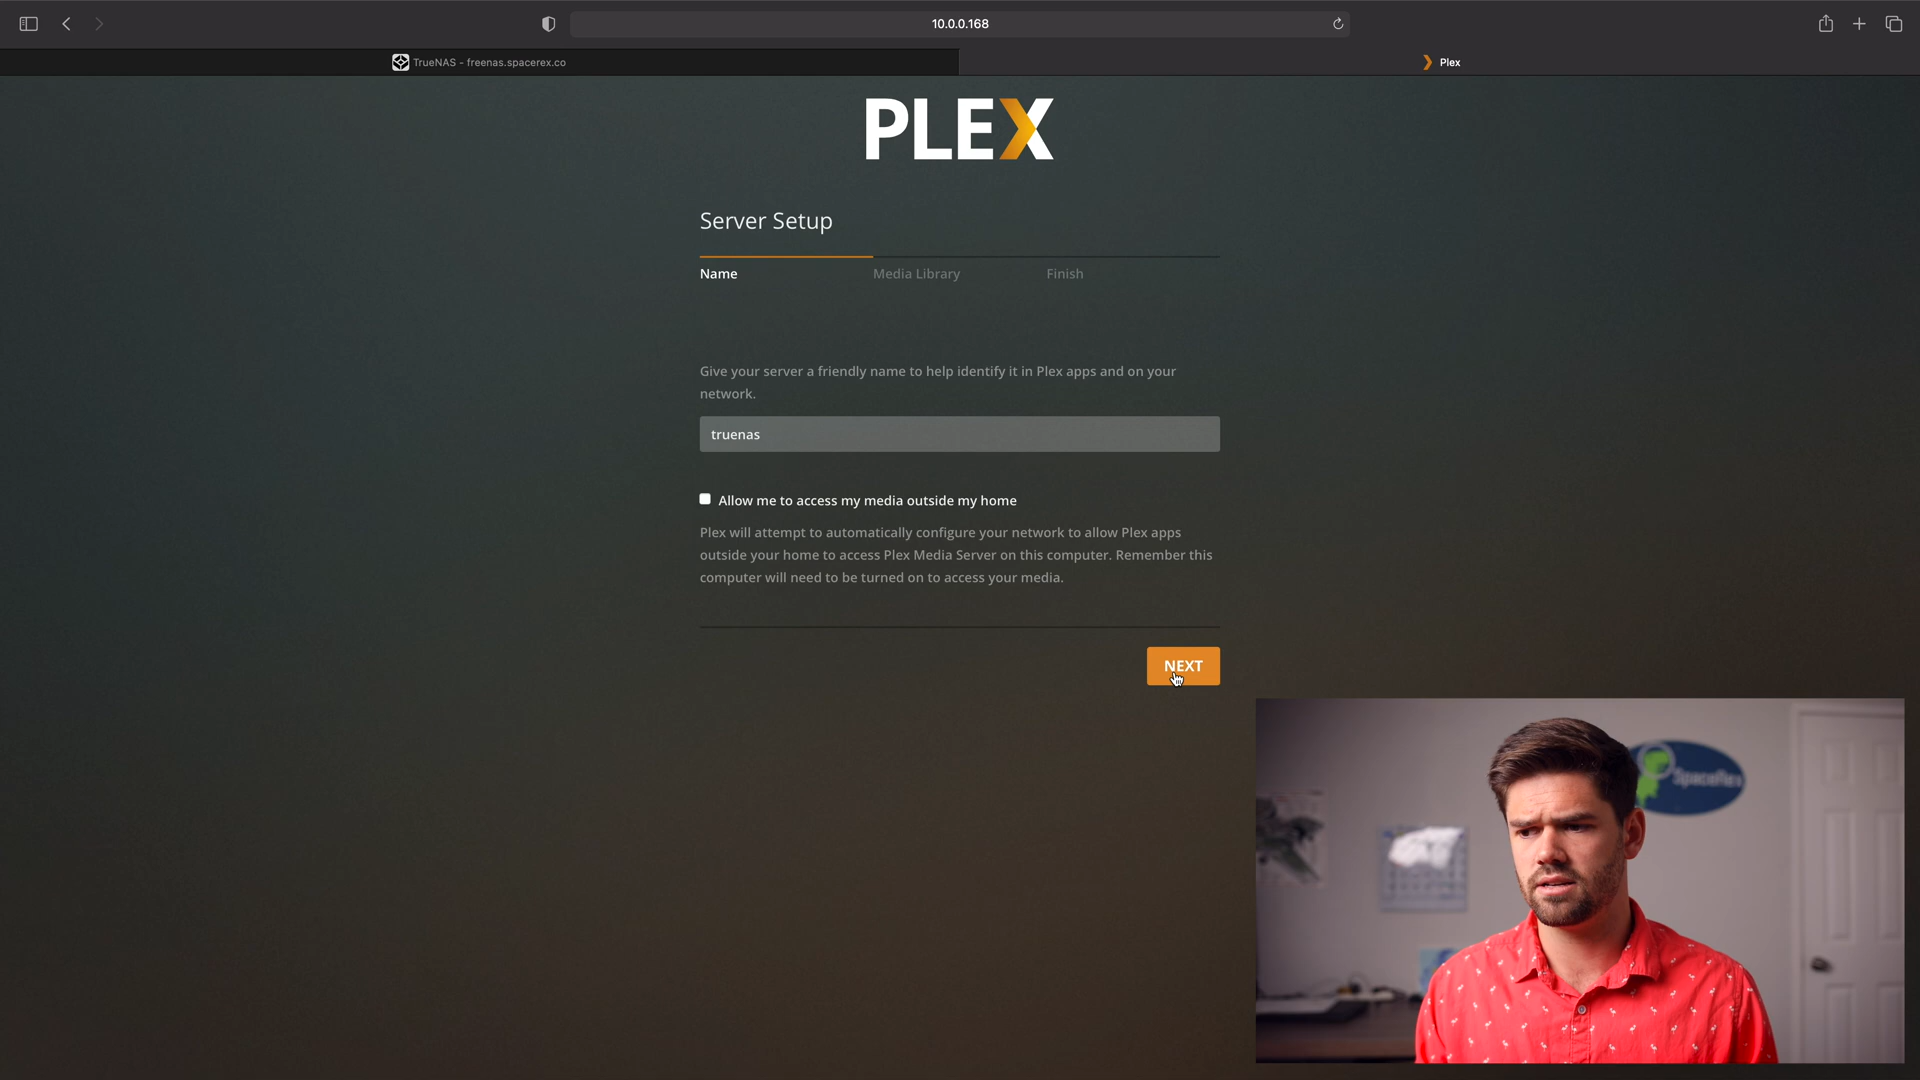 10.0.0.168
TrueNAS - freenas.spacerex.co
Plex
PLEX
Server Setup
Name
Media Library
Finish
Give your server a friendly name to help identify it in Plex apps and on your
network.
truenas
Allow me to access my media outside my home
Plex will attempt to automatically configure your network to allow Plex apps
outside your home to access Plex Media Server on this computer. Remember this
computer will need to be turned on to access your media.
NEXT
SpaceRex